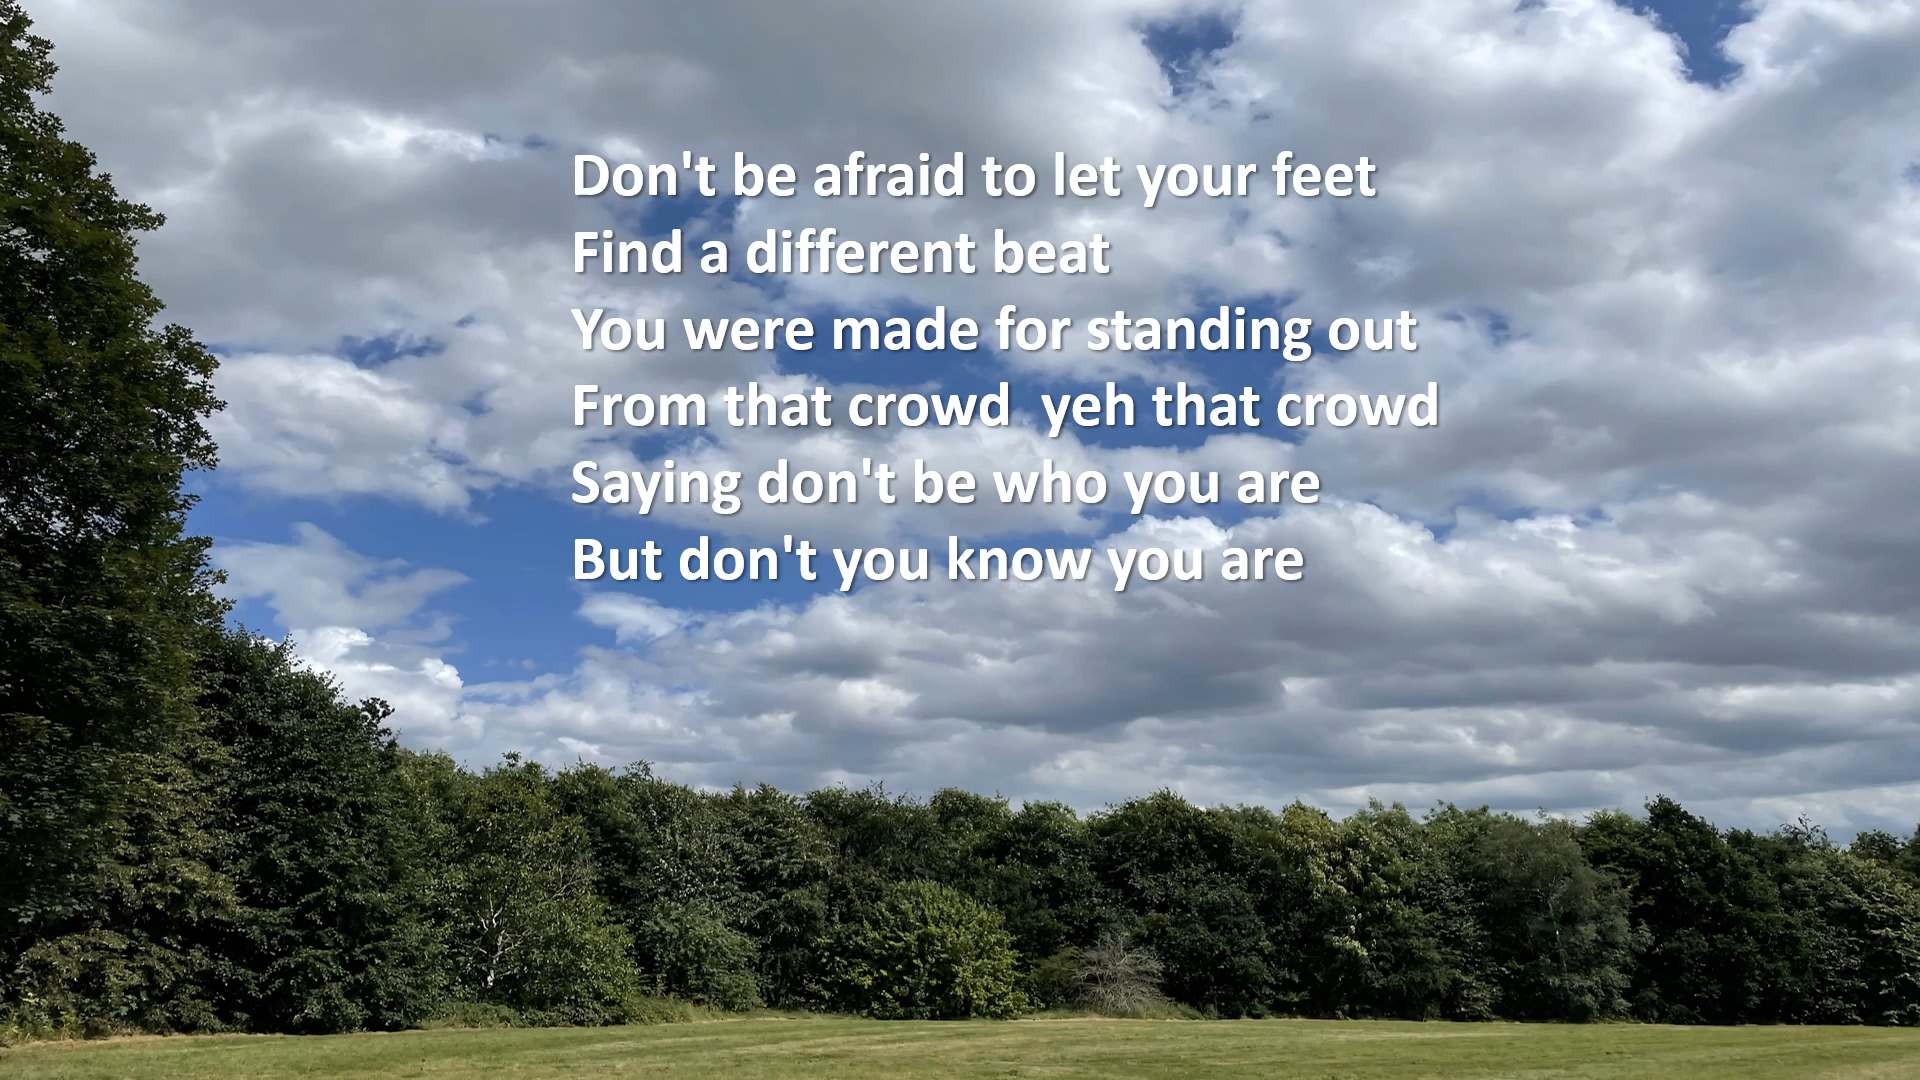 Don't be afraid to let your feet
Find a different beat
You were made for standing out
From that crowd  yeh that crowd
Saying don't be who you are
But don't you know you are